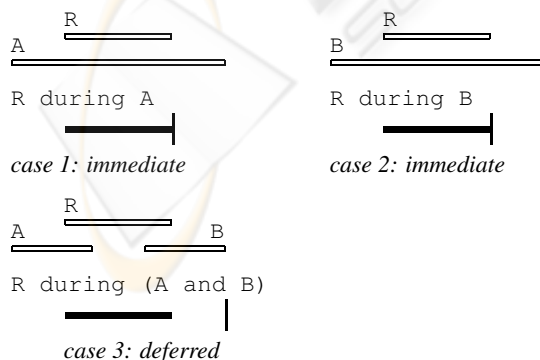 R
A
R during A
case 1: immediate
R
B
R during B
case 2: immediate
R
A B
R during (A and B)
case 3: deferred